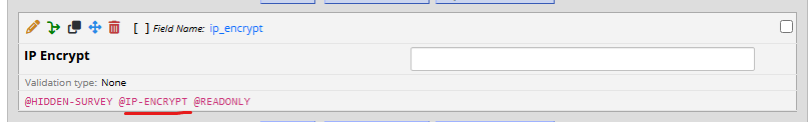 [ ] Field Name: ip_encrypt
IP Encrypt
Validation type: None
@HIDDEN-SURVEY @IP-ENCRYPT @READONLY